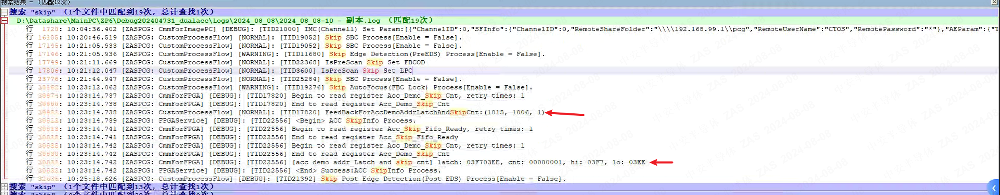 搜索结果 - （匹配19次）
搜索 "skip" （1个文件中匹配到19次，总计查找1次）
D:\Datashare\MainPC\ZP6\Debug202404731_dualacc\Logs\2024_08_08\2024_08_08-10 - 副本.log （匹配19次）
行 1720: 10:04:36.402 [ZASPCG: CmmForImagePC] [DEBUG]: [TID21000] IMC(Channel1) Set Param:[{"ChannelID":0,"SFInfo":{"ChannelID":0,"RemoteShareFolder":"\\\\192.168.99.1\\pcg","RemoteUserName":"CTOS","RemotePassword":"*"},"AEParam":{"T
行 16185: 10:20:46.519 [ZASPCG: CustomProcessFlow] [NORMAL]: [TID19052] Skip SBC Process[Enable = False].
行 17145: 10:21:05.933 [ZASPCG: CustomProcessFlow] [NORMAL]: [TID19052] Skip SBC Process[Enable = False].
行 17146: 10:21:05.936 [ZASPCG: CustomProcessFlow] [WARNING]: [TID11680] Skip Edge Detection(PreEDS) Process[Enable = False].
行 17749: 10:21:11.669 [ZASPCG: CustomProcessFlow] [NORMAL]: [TID22368] IsPreScan Skip Set FBCOD
行 17806: 10:21:12.047 [ZASPCG: CustomProcessFlow] [NORMAL]: [TID3600] IsPreScan Skip Set LPC
行 23776: 10:21:44.947 [ZASPCG: CustomProcessFlow] [NORMAL]: [TID25284] Skip SBC Process[Enable = False].
行 10:23:12.062 [ZASPCG: CustomProcessFlow] [WARNING]: [TID19276] Skip AutoFocus(FBC Lock) Process[Enable = False].
行 10:23:14.737 [ZASPCG: CmmForFPGA] [DEBUG]: [TID17820] Begin to read register Acc_Demo_Skip_Cnt, retry times: 1
行 10:23:14.738 [ZASPCG: CmmForFPGA] [DEBUG]: [TID17820] End to read register Acc_Demo_Skip_Cnt
行 10:23:14.738 [ZASPCG: CustomProcessFlow] [NORMAL]: [TID17820] FeedBackForAccDemoAddrLatchAndSkipCnt:(1015, 1006, 1)
行 10:23:14.739 [ZASPCG: FPGAService] [DEBUG]: [TID22556] <Begin> ACC SkipInfo Process.
行 10:23:14.741 [ZASPCG: CmmForFPGA] [DEBUG]: [TID22556] Begin to read register Acc_Skip_Fifo_Ready, retry times: 1
行 10:23:14.741 [ZASPCG: CmmForFPGA] [DEBUG]: [TID22556] End to read register Acc_Skip_Fifo_Ready
行 10:23:14.742 [ZASPCG: CmmForFPGA] [DEBUG]: [TID22556] Begin to read register Acc_Demo_Skip_Cnt, retry times: 1
行 10:23:14.742 [ZASPCG: CmmForFPGA] [DEBUG]: [TID22556] End to read register Acc_Demo_Skip_Cnt
行 10:23:14.742 [ZASPCG: CmmForFPGA] [DEBUG]: [TID22556] [acc demo addr_Latch and skip_cnt] latch: 03F703EE, cnt: 00000001, hi: 03F7, lo: 03EE
行 10:23:14.742 [ZASPCG: FPGAService] [DEBUG]: [TID22556] <End> Success:ACC SkipInfo Process.
行 10:25:18.626 [ZASPCG: CustomProcessFlow] [DEBUG]: [TID21392] Skip Post Edge Detection(Post EDS) Process[Enable = False].
搜索 "skip" （1个文件中匹配到13次，总计查找1次）